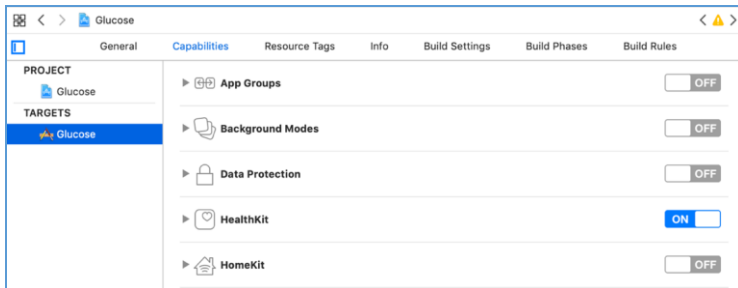 Glucose
General Capabilities Resource Tags Info Build Settings Build Phases Build Rules
PROJECT
Glucose
TARGETS
Glucose
App Groups OFF
Background Modes OFF
Data Protection OFF
HealthKit ON
HomeKit OFF